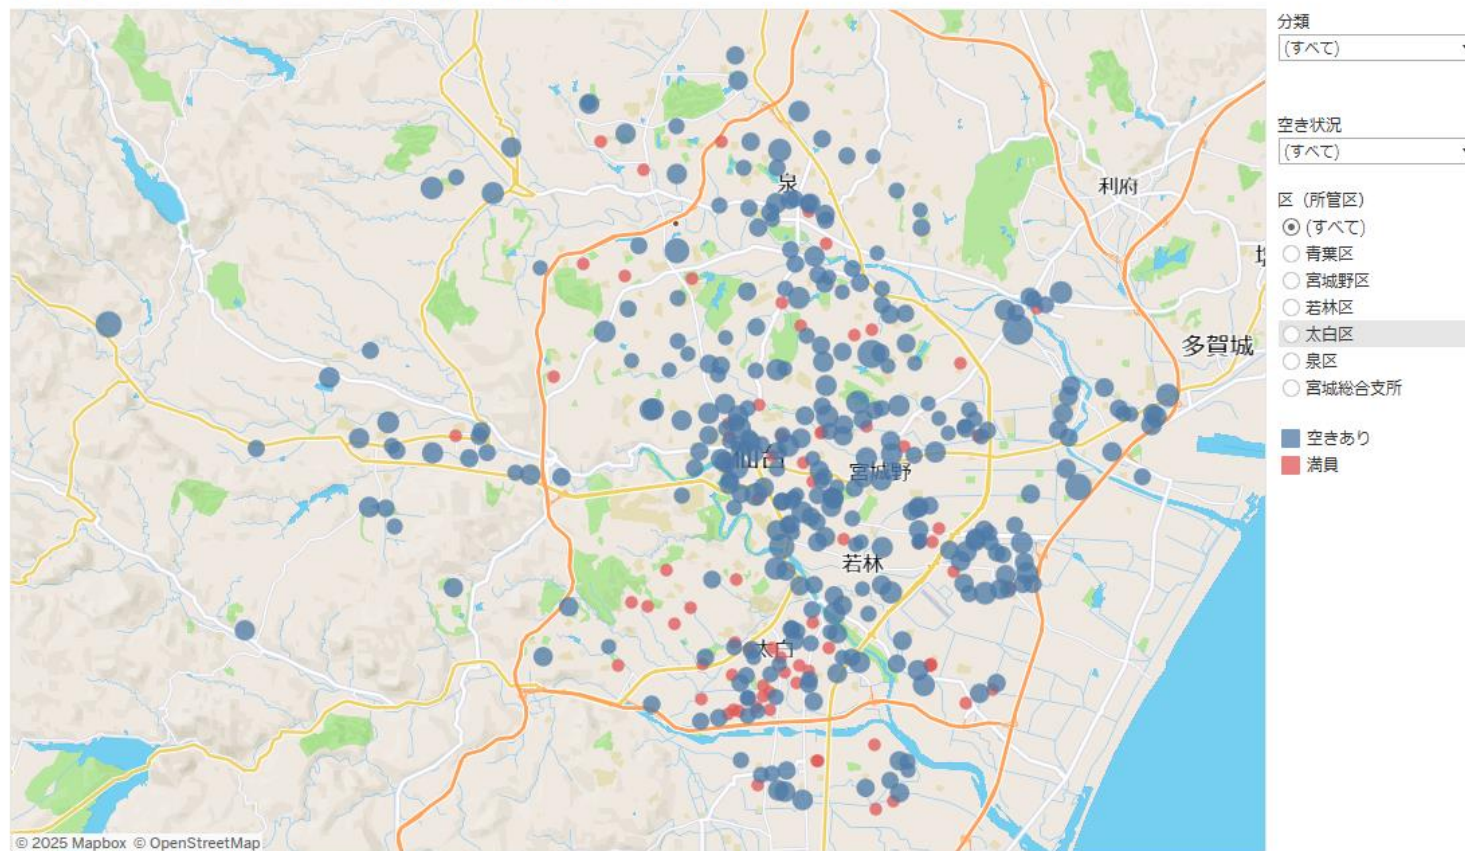 分類
(すべて)
空き状況
(すべて)
区 (所管区)
(すべて)
青葉区
宮城野区
若林区
太白区
泉区
宮城総合支所
空きあり
満員
泉
利府
多賀城
仙台
宮城野
若林
太白
© 2025 Mapbox © OpenStreetMap